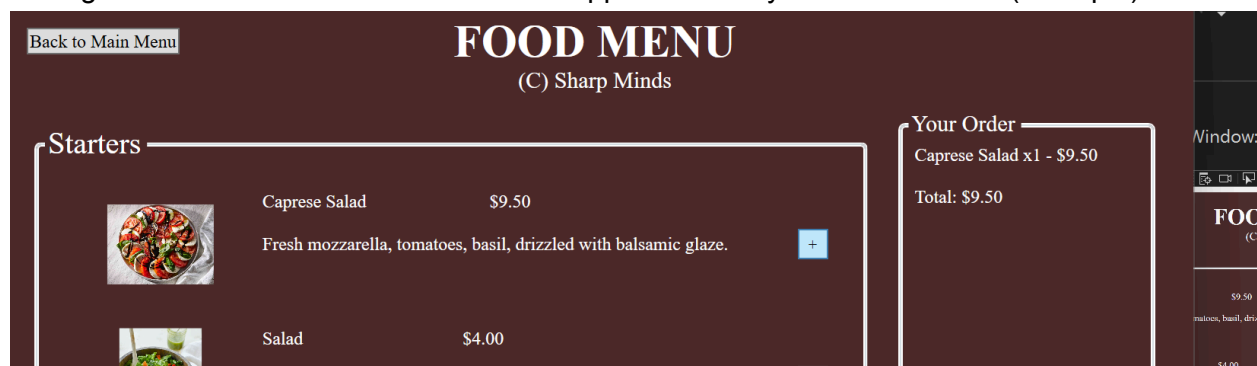 Back to Main Menu
FOOD MENU
(C) Sharp Minds
Starters
Caprese Salad $9.50
Fresh mozzarella, tomatoes, basil, drizzled with balsamic glaze.
+
Salad $4.00
Your Order
Caprese Salad x1 - $9.50
Total: $9.50
Window:
FOO
(C
$9.50
$4.00